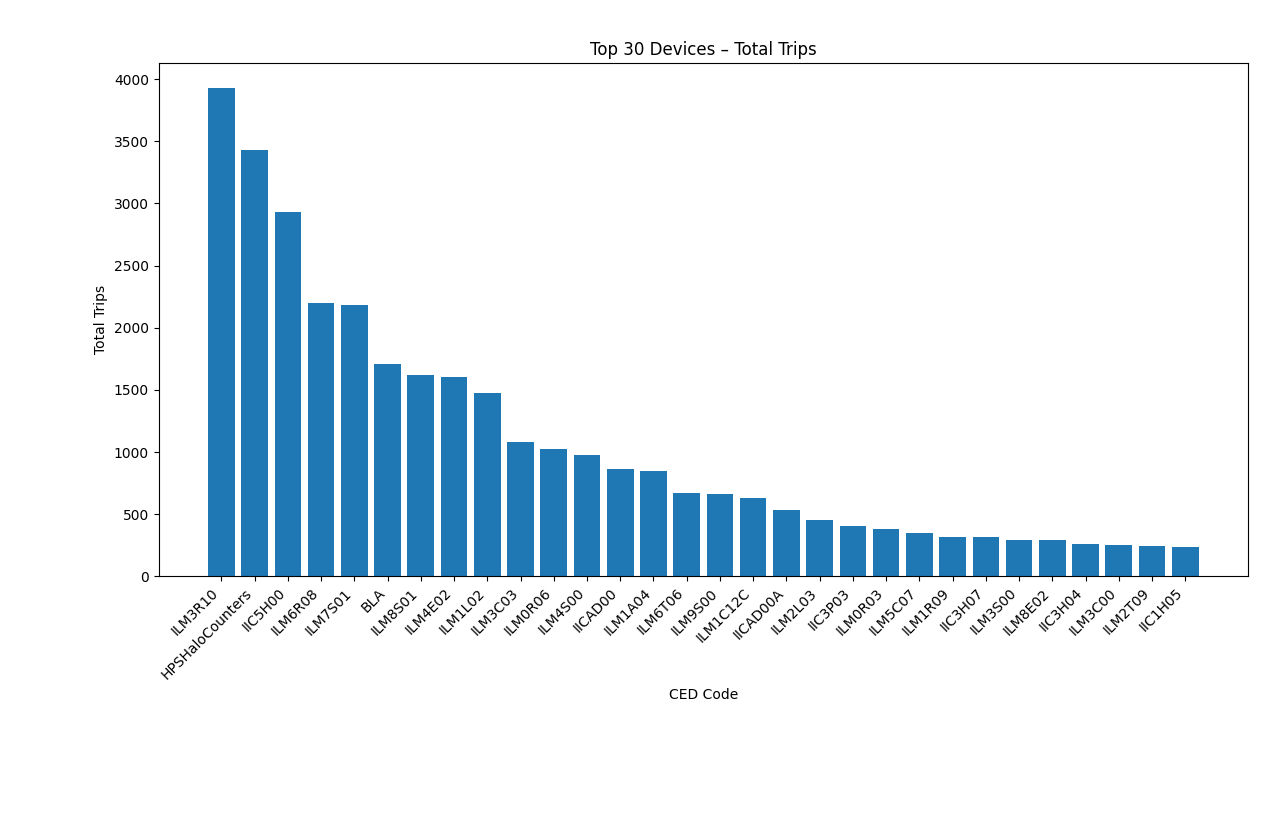 Top 30 Devices – Total Trips
Total Trips
4000
3500
3000
2500
2000
1500
1000
500
0
ILM3R10
HPSHaloCounters
IIC5H00
ILM6R08
ILM7S01
BLA
ILM8S01
ILM4E02
ILM1L02
ILM3C03
ILM0R06
ILM4S00
IICAD00
ILM1A04
ILM6T06
ILM9S00
ILM1C12C
IICAD00A
ILM2L03
IIC3P03
ILM0R03
ILM5C07
ILM1R09
IIC3H07
ILM3S00
ILM8E02
IIC3H04
ILM3C00
ILM2T09
IIC1H05
CED Code